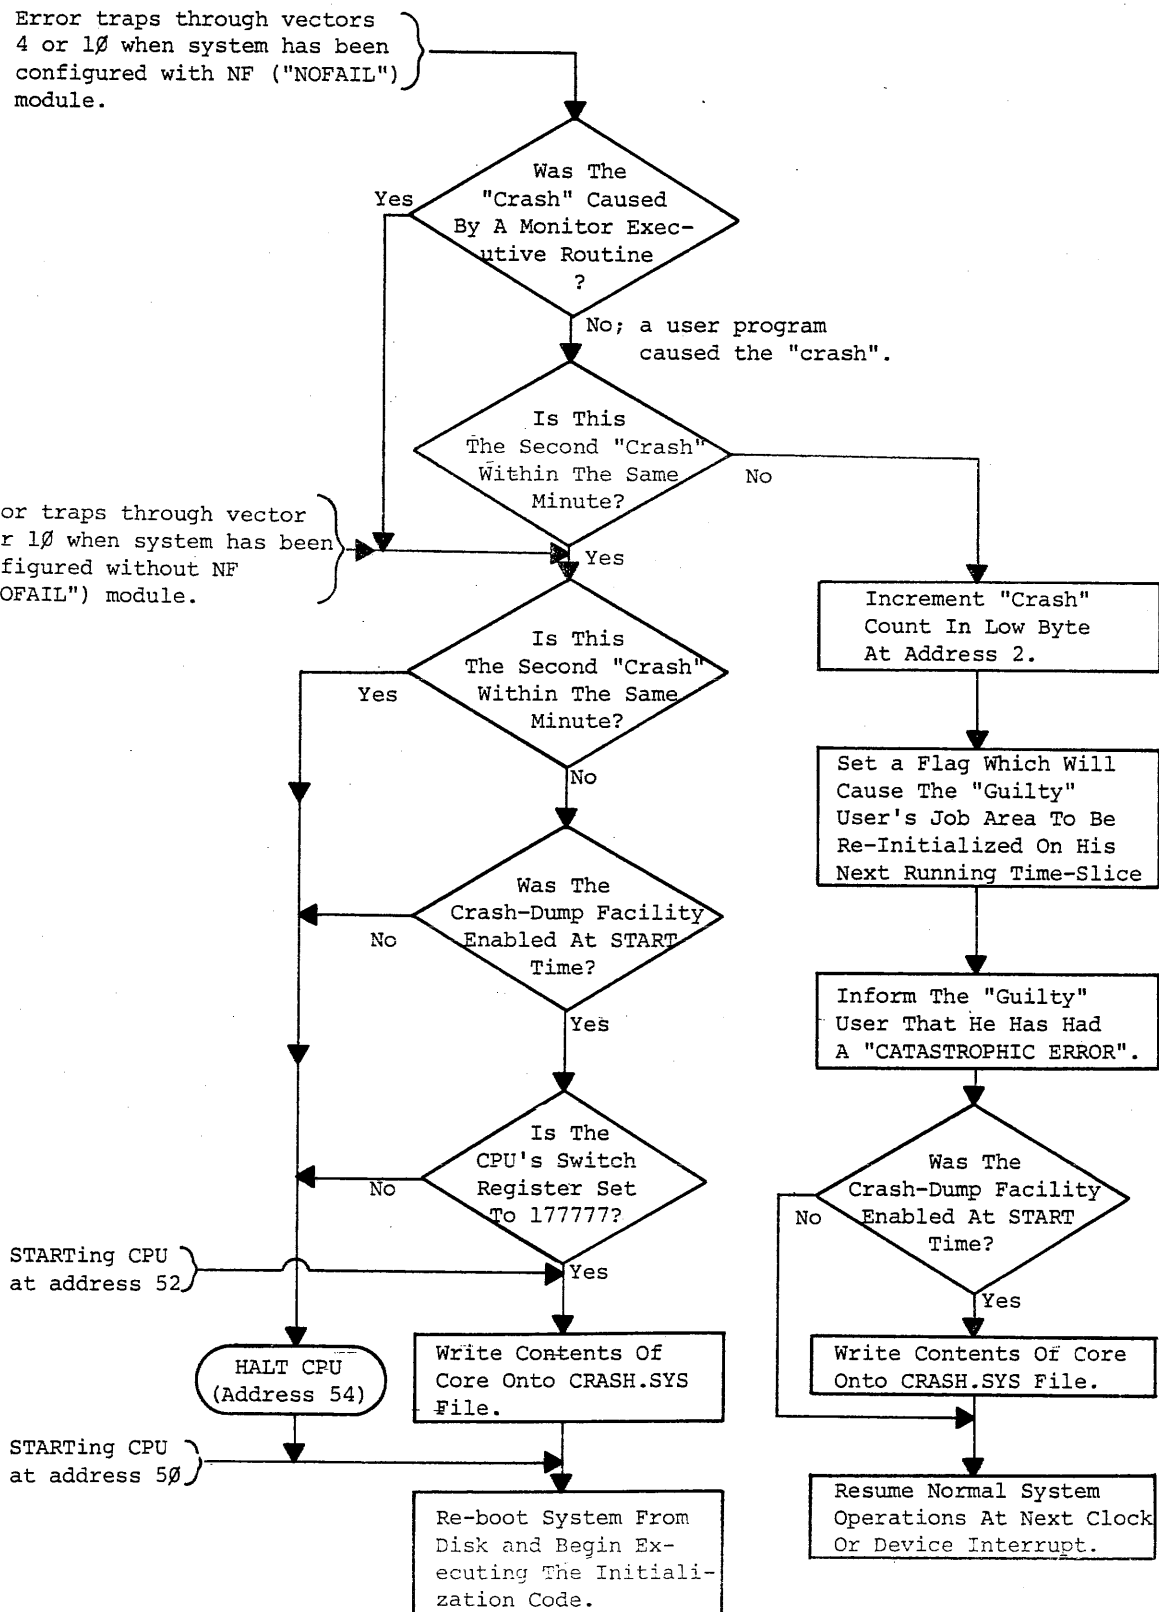 Error traps through vectors
4 or 1Ø when system has been
configured with NF ("NOFAIL")
module.
Was The
"Crash" Caused
By A Monitor Exec-
utive Routine
?
Yes
No; a user program
caused the "crash".
Is This
The Second "Crash"
Within The Same
Minute?
No
Yes
or traps through vector
r 1Ø when system has been
figured without NF
OFAIL") module.
Is This
The Second "Crash"
Within The Same
Minute?
Yes
No
Increment "Crash"
Count In Low Byte
At Address 2.
Set a Flag Which Will
Cause The "Guilty"
User's Job Area To Be
Re-Initialized On His
Next Running Time-Slice
Was The
Crash-Dump Facility
Enabled At START
Time?
No
Yes
Inform The "Guilty"
User That He Has Had
A "CATASTROPHIC ERROR".
Is The
CPU's Switch
Register Set
To 177777?
No
Yes
Was The
Crash-Dump Facility
Enabled At START
Time?
No
Yes
STARTing CPU
at address 52
HALT CPU
(Address 54)
Write Contents Of
Core Onto CRASH.SYS
File.
Write Contents Of Core
Onto CRASH.SYS File.
STARTing CPU
at address 5Ø
Re-boot System From
Disk and Begin Ex-
ecuting The Initiali-
zation Code.
Resume Normal System
Operations At Next Clock
Or Device Interrupt.